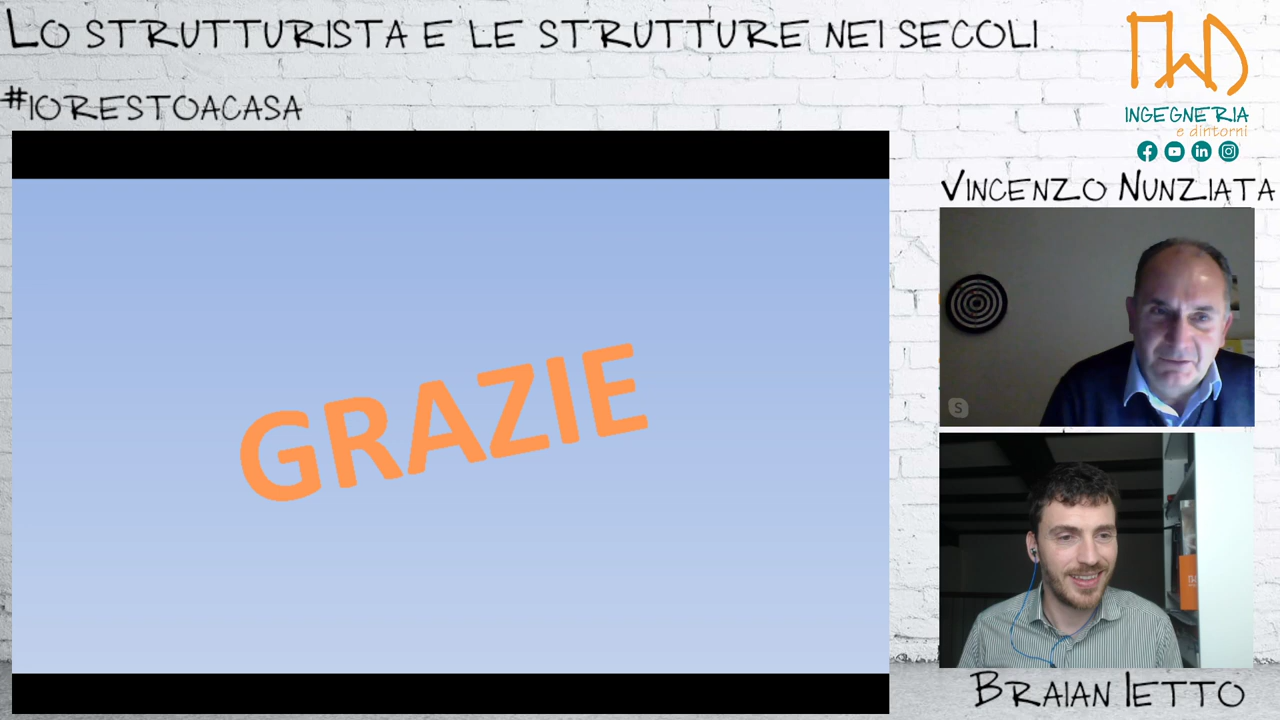 LO STRUTTURISTA E LE STRUTTURE NEI SECOLI
#IORESTOACASA
INGEGNERIA
e dintorni
VINCENZO NUNZIATA
GRAZIE
S
BRAIAN IETTO